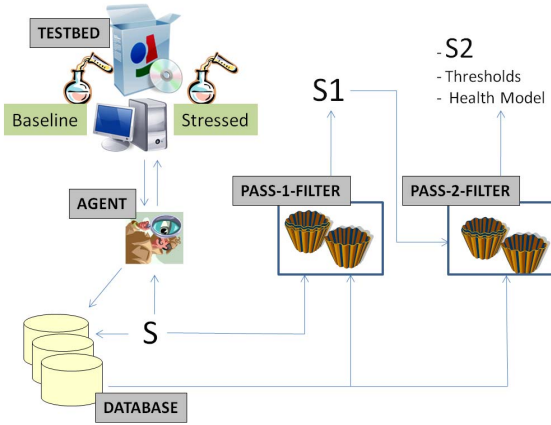 TESTBED
Baseline
Stressed
S1
- S2
- Thresholds
- Health Model
AGENT
PASS-1-FILTER
PASS-2-FILTER
S
DATABASE